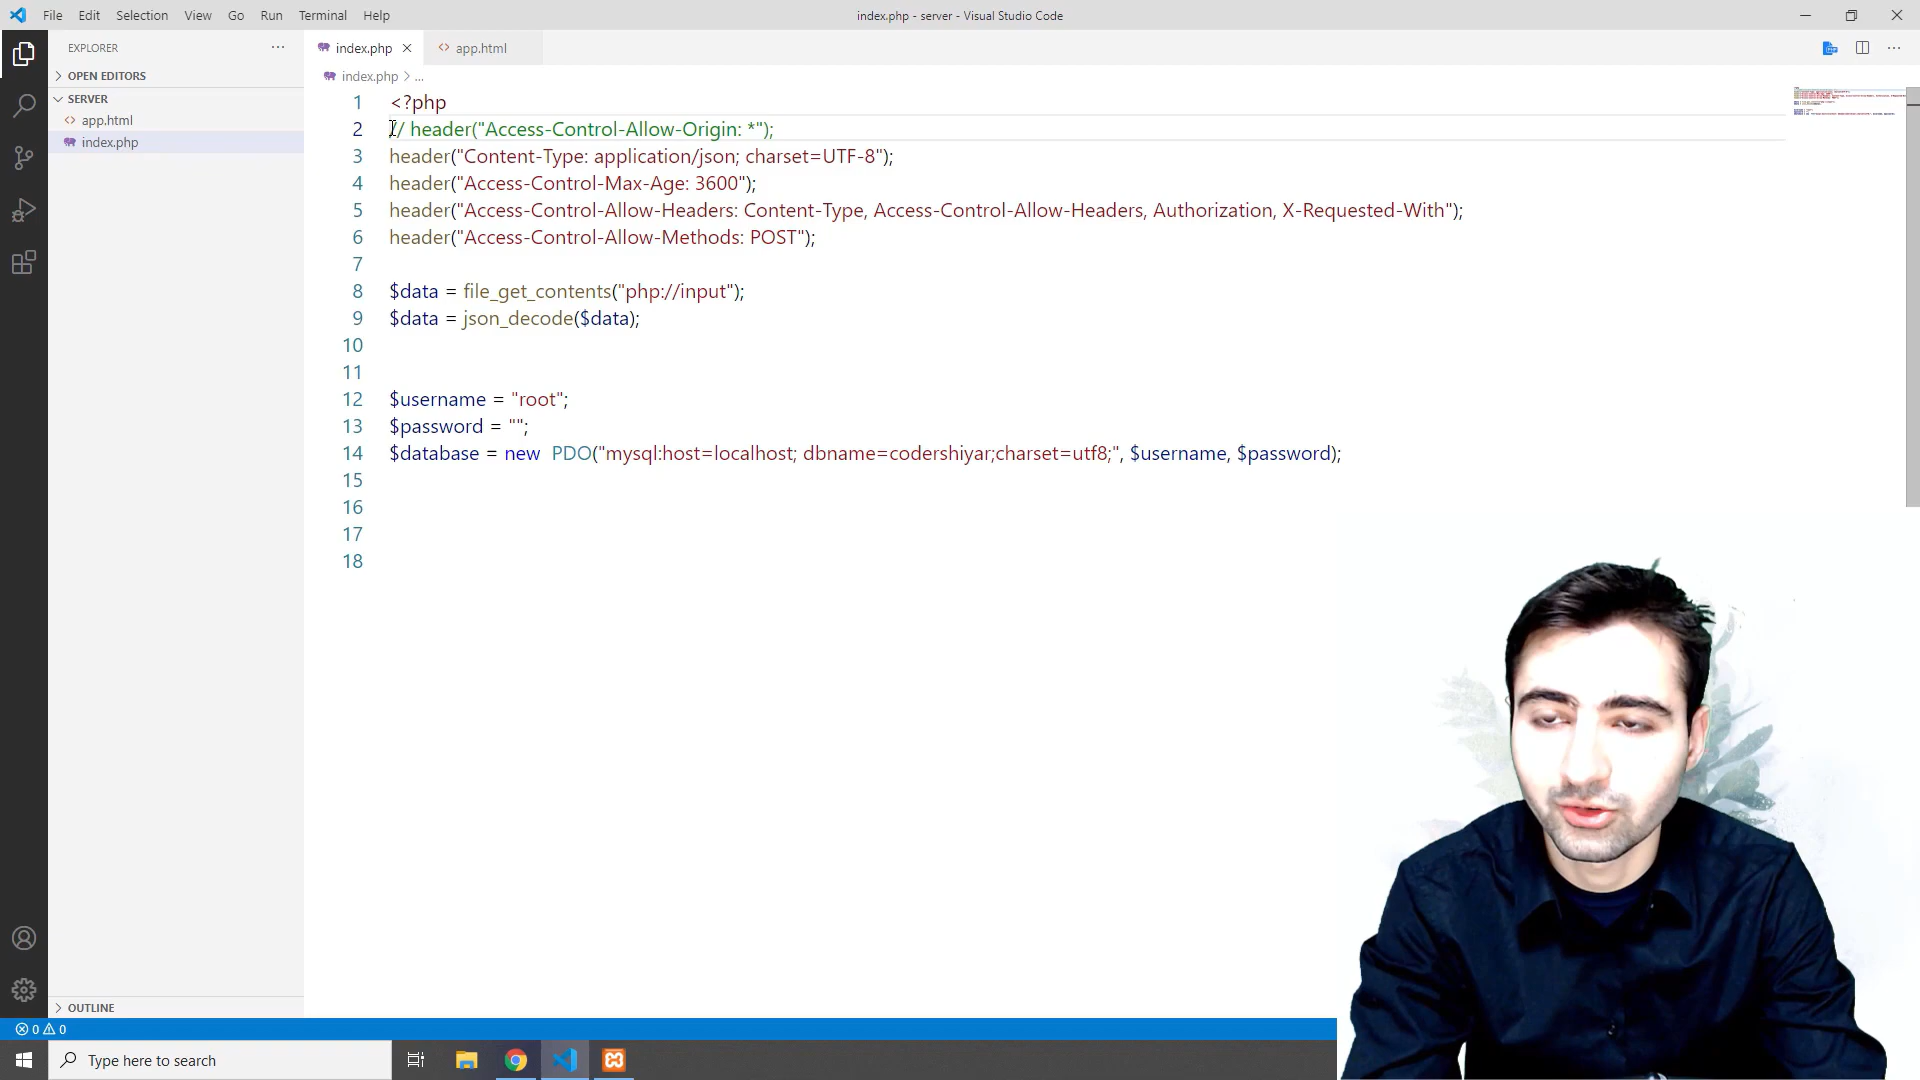 File Edit Selection View Go Run Terminal Help
index.php - server - Visual Studio Code
EXPLORER
OPEN EDITORS
SERVER
app.html
index.php
OUTLINE
index.php
app.html
index.php > ...
1 <?php
2 // header("Access-Control-Allow-Origin: *");
3 header("Content-Type: application/json; charset=UTF-8");
4 header("Access-Control-Max-Age: 3600");
5 header("Access-Control-Allow-Headers: Content-Type, Access-Control-Allow-Headers, Authorization, X-Requested-With");
6 header("Access-Control-Allow-Methods: POST");
7
8 $data = file_get_contents("php://input");
9 $data = json_decode($data);
10
11
12 $username = "root";
13 $password = "";
14 $database = new PDO("mysql:host=localhost; dbname=codershiyar;charset=utf8;", $username, $password);
15
16
17
18
0 0
Type here to search